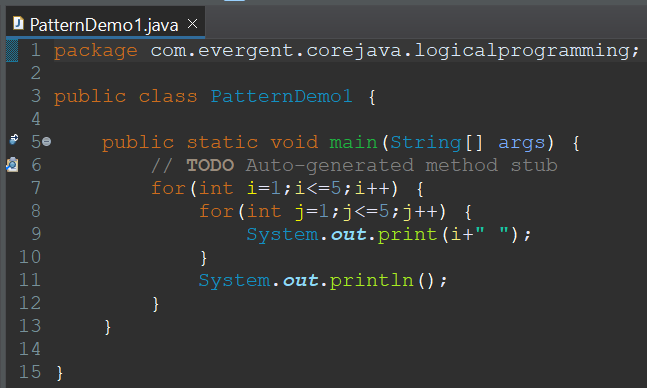 PatternDemo1.java ×
1 package com.evergent.corejava.logicalprogramming;
2
3 public class PatternDemo1 {
4
5     public static void main(String[] args) {
6         // TODO Auto-generated method stub
7         for(int i=1;i<=5;i++) {
8             for(int j=1;j<=5;j++) {
9                 System.out.print(i+" ");
10             }
11             System.out.println();
12         }
13     }
14
15 }